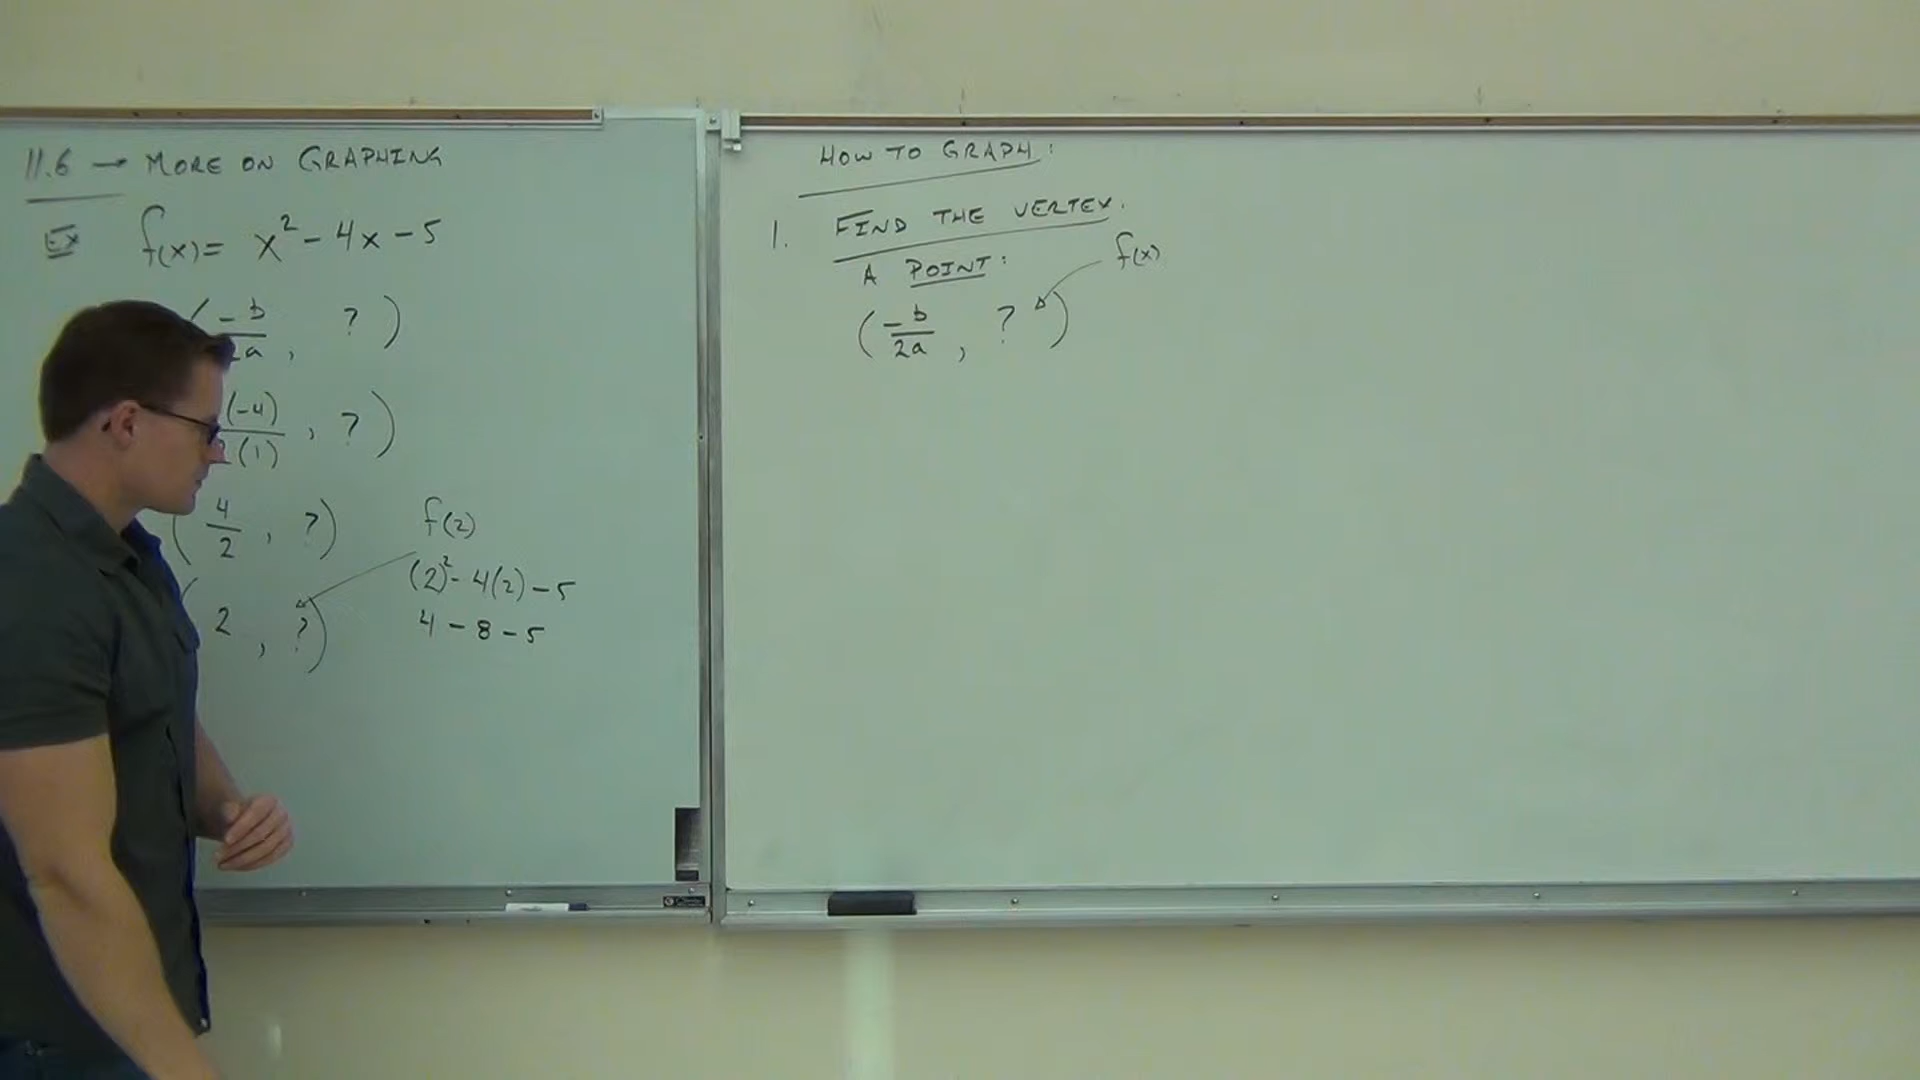 11.6 → MORE ON GRAPHING
EX f(x) = x² - 4x - 5
(-b/2a, ?)
(-4)/2(1), ?)
(4/2, ?)
f(2)
(2)² - 4(2) - 5
(2, ?)
4 - 8 - 5
HOW TO GRAPH:
1. FIND THE VERTEX.
A POINT:
f(x)
(-b/2a, ?)